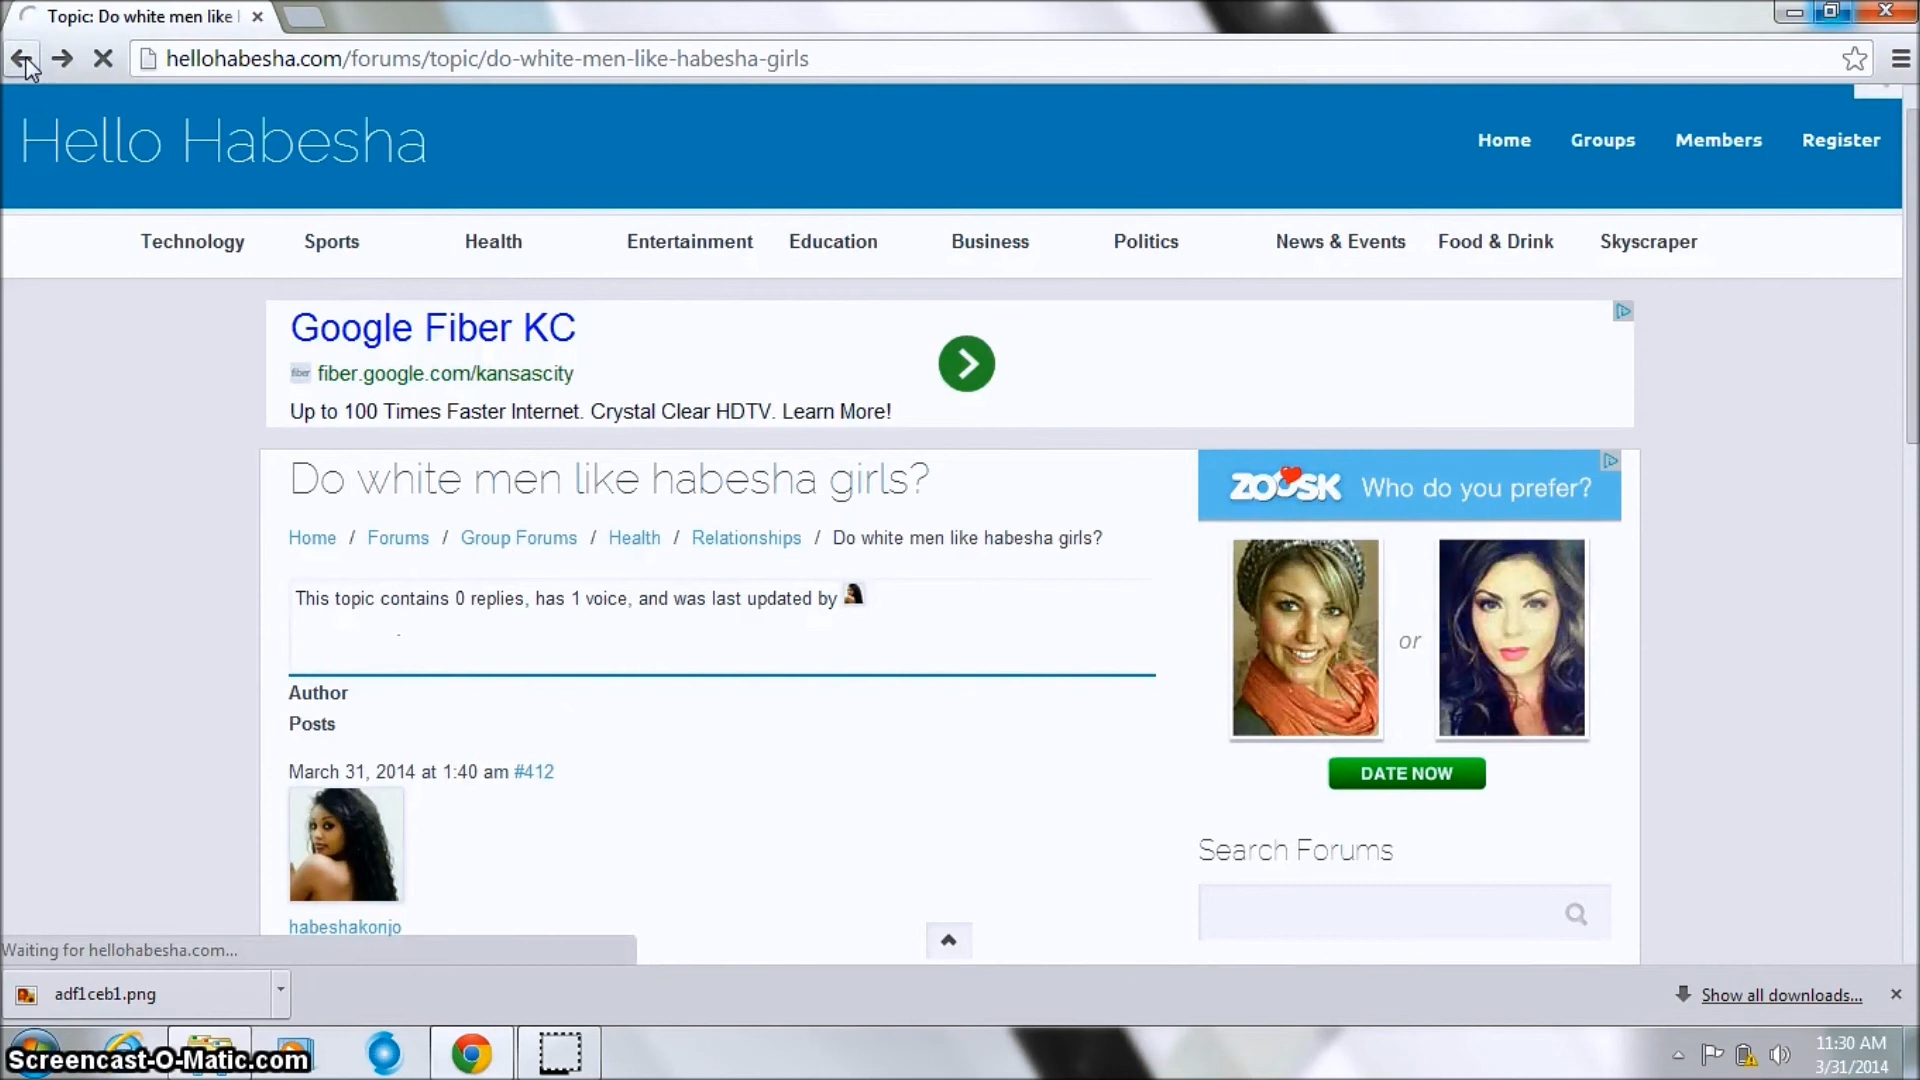 Topic: Do white men like
hellohabesha.com/forums/topic/do-white-men-like-habesha-girls
Hello Habesha
Home Groups Members Register
Technology Sports Health Entertainment Education Business Politics News & Events Food & Drink Skyscraper
Google Fiber KC
fiber fiber.google.com/kansascity
Up to 100 Times Faster Internet. Crystal Clear HDTV. Learn More!
Do white men like habesha girls?
Home / Forums / Group Forums / Health / Relationships / Do white men like habesha girls?
This topic contains 0 replies, has 1 voice, and was last updated by
Author
Posts
March 31, 2014 at 1:40 am #412
habeshakonjo
ZOOSK Who do you prefer?
or
DATE NOW
Search Forums
Waiting for hellohabesha.com...
adf1ceb1.png
Show all downloads...
Screencast-O-Matic.com
11:30 AM
3/31/2014